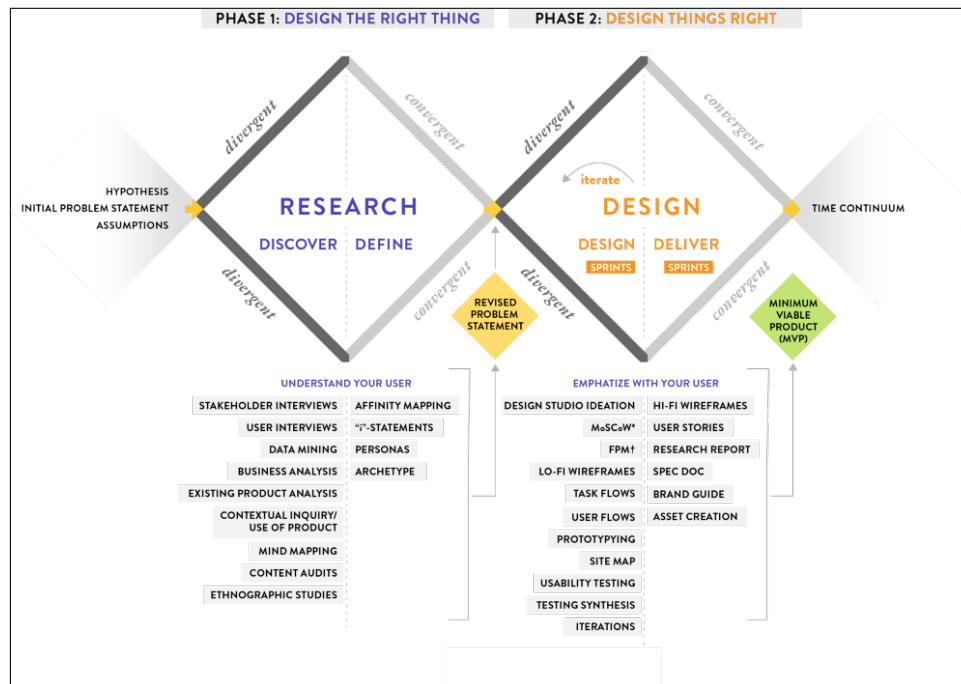 PHASE 1: DESIGN THE RIGHT THING
PHASE 2: DESIGN THINGS RIGHT
divergent
convergent
divergent
convergent
HYPOTHESIS
INITIAL PROBLEM STATEMENT
ASSUMPTIONS
RESEARCH
DISCOVER
DEFINE
iterate
DESIGN
DESIGN
DELIVER
SPRINTS
SPRINTS
TIME CONTINUUM
divergent
convergent
divergent
convergent
REVISED
PROBLEM
STATEMENT
MINIMUM
VIABLE
PRODUCT
(MVP)
UNDERSTAND YOUR USER
STAKEHOLDER INTERVIEWS
USER INTERVIEWS
DATA MINING
BUSINESS ANALYSIS
EXISTING PRODUCT ANALYSIS
CONTEXTUAL INQUIRY/
USE OF PRODUCT
MIND MAPPING
CONTENT AUDITS
ETHNOGRAPHIC STUDIES
AFFINITY MAPPING
"i"-STATEMENTS
PERSONAS
ARCHETYPE
EMPHATIZE WITH YOUR USER
DESIGN STUDIO IDEATION
MoSCoW*
FPM†
LO-FI WIREFRAMES
TASK FLOWS
USER FLOWS
PROTOTYPYING
SITE MAP
USABILITY TESTING
TESTING SYNTHESIS
ITERATIONS
HI-FI WIREFRAMES
USER STORIES
RESEARCH REPORT
SPEC DOC
BRAND GUIDE
ASSET CREATION